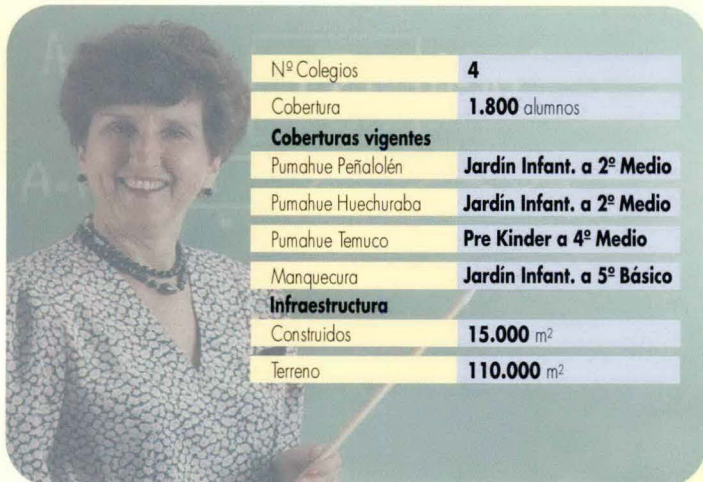 Nº Colegios 4
Cobertura 1.800 alumnos
Coberturas vigentes
Pumahue Peñalolén Jardín Infant. a 2º Medio
Pumahue Huechuraba Jardín Infant. a 2º Medio
Pumahue Temuco Pre Kinder a 4º Medio
Manquecura Jardín Infant. a 5º Básico
Infraestructura
Construidos 15.000 m²
Terreno 110.000 m²